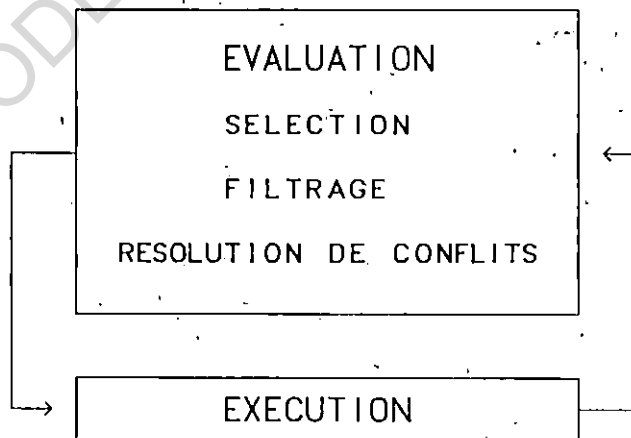 EVALUATION
SELECTION
FILTRAGE
RESOLUTION DE CONFLITS
EXECUTION